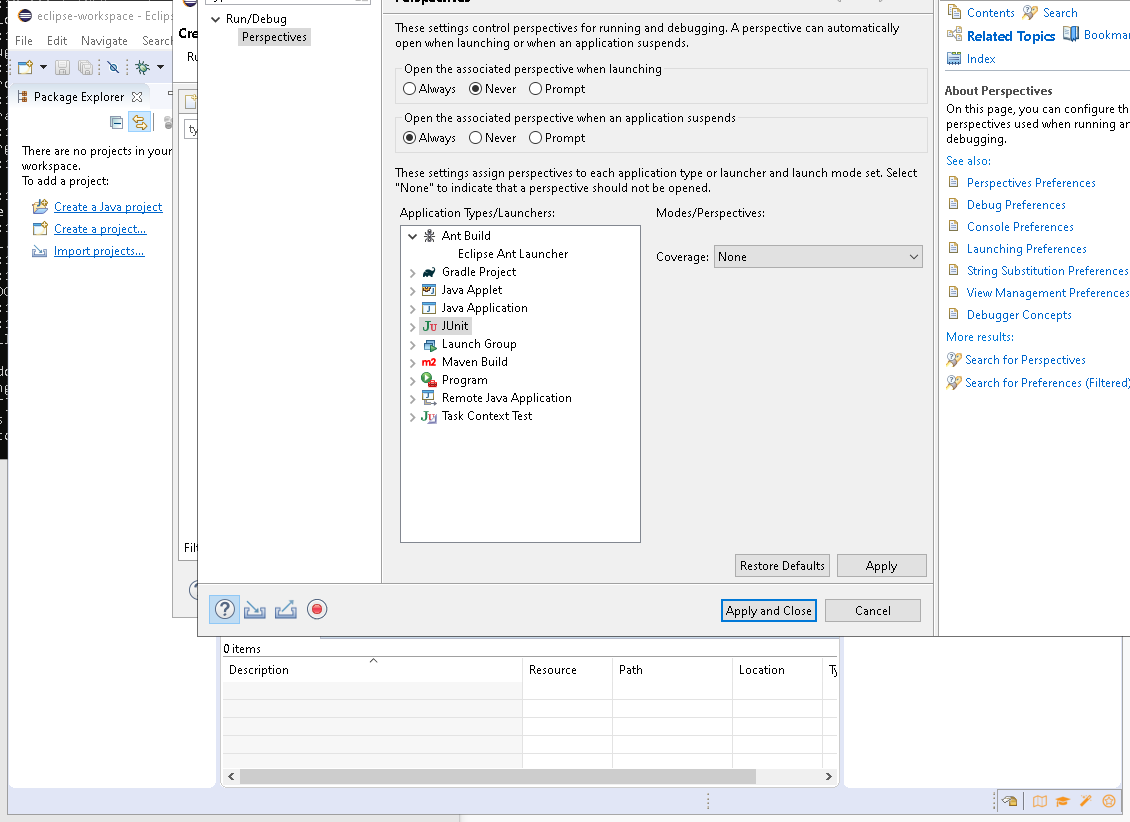 eclipse-workspace - Eclips
File Edit Navigate Search
Package Explorer
There are no projects in your
workspace.
To add a project:
Create a Java project
Create a project...
Import projects...
Cre
Ru
ty
Filt
Run/Debug
Perspectives
These settings control perspectives for running and debugging. A perspective can automatically
open when launching or when an application suspends.
Open the associated perspective when launching
Always Never Prompt
Open the associated perspective when an application suspends
Always Never Prompt
These settings assign perspectives to each application type or launcher and launch mode set. Select
"None" to indicate that a perspective should not be opened.
Application Types/Launchers:
Ant Build
Eclipse Ant Launcher
Gradle Project
Java Applet
Java Application
JUnit
Launch Group
Maven Build
Program
Remote Java Application
Task Context Test
Modes/Perspectives:
Coverage: None
Restore Defaults Apply
Apply and Close Cancel
Contents Search
Related Topics Bookmar
Index
About Perspectives
On this page, you can configure th
perspectives used when running an
debugging.
See also:
Perspectives Preferences
Debug Preferences
Console Preferences
Launching Preferences
String Substitution Preferences
View Management Preferences
Debugger Concepts
More results:
Search for Perspectives
Search for Preferences (Filtered)
0 items
Description Resource Path Location Ty